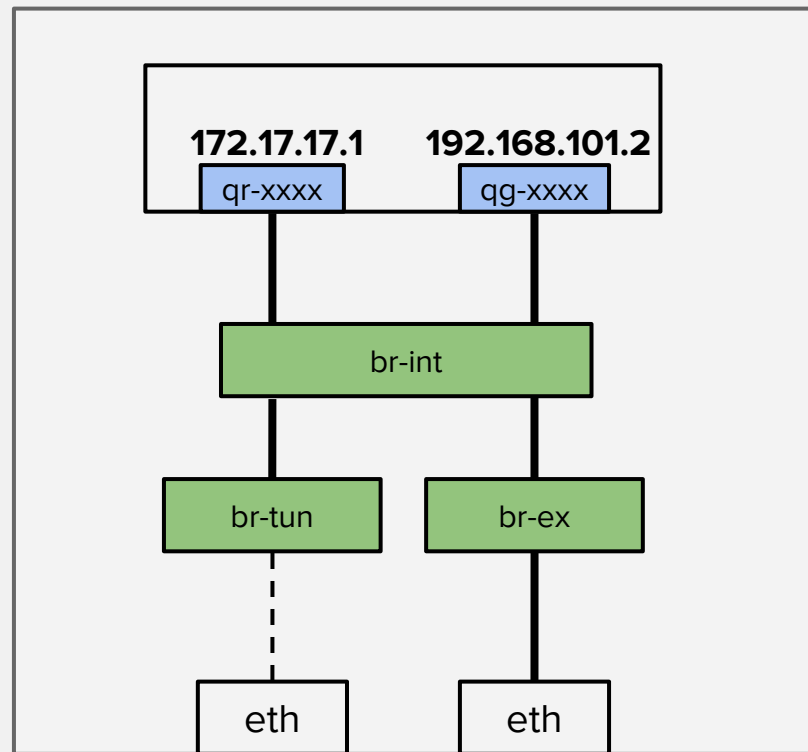 172.17.17.1 192.168.101.2
qr-xxxx qg-xxxx
br-int
br-tun br-ex
eth eth